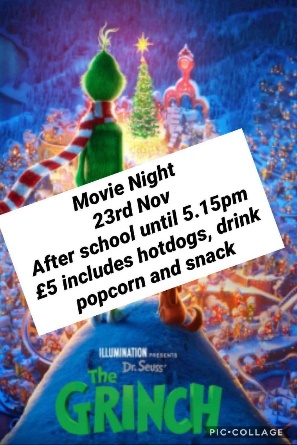 Movie Night
23rd Nov
After school until 5.15pm
£5 includes hotdogs, drink
popcorn and snack
ILLUMINATION PRESENTS
Dr. Seuss'
The
GRINCH
PIC•COLLAGE